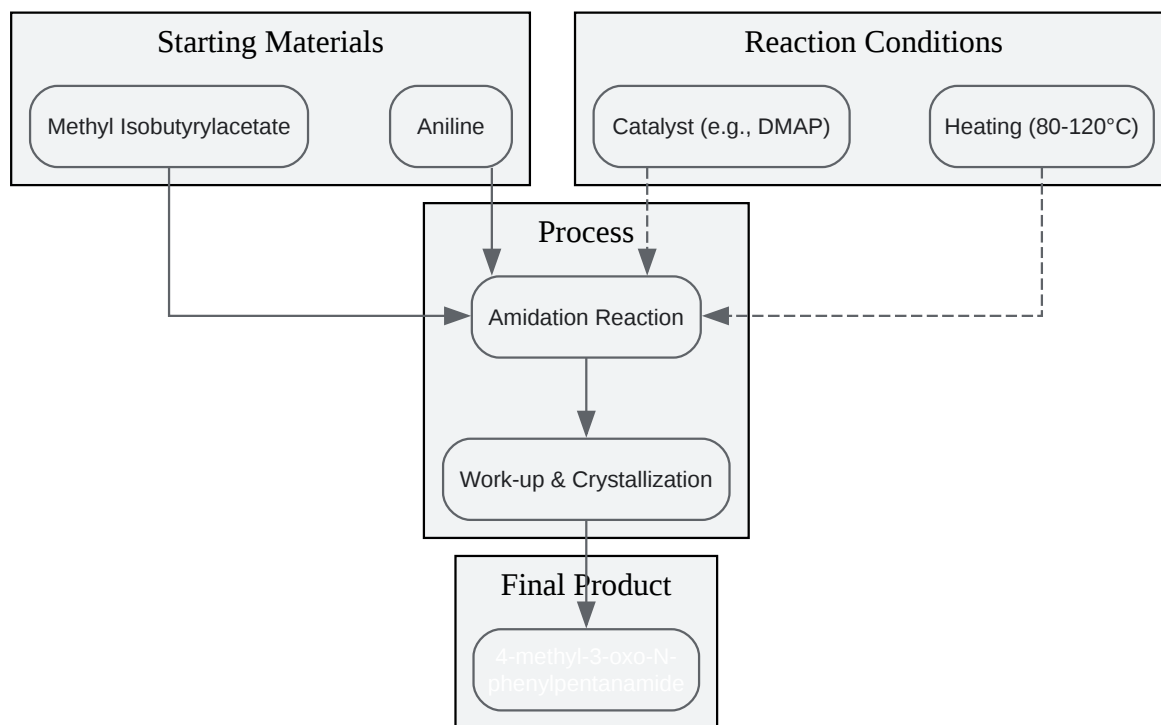 Starting Materials
Reaction Conditions
Methyl Isobutyrylacetate
Aniline
Catalyst (e.g., DMAP)
Heating (80-120°C)
Process
Amidation Reaction
Work-up & Crystallization
Final Product
4-methyl-3-oxo-N-
phenylpentanamide